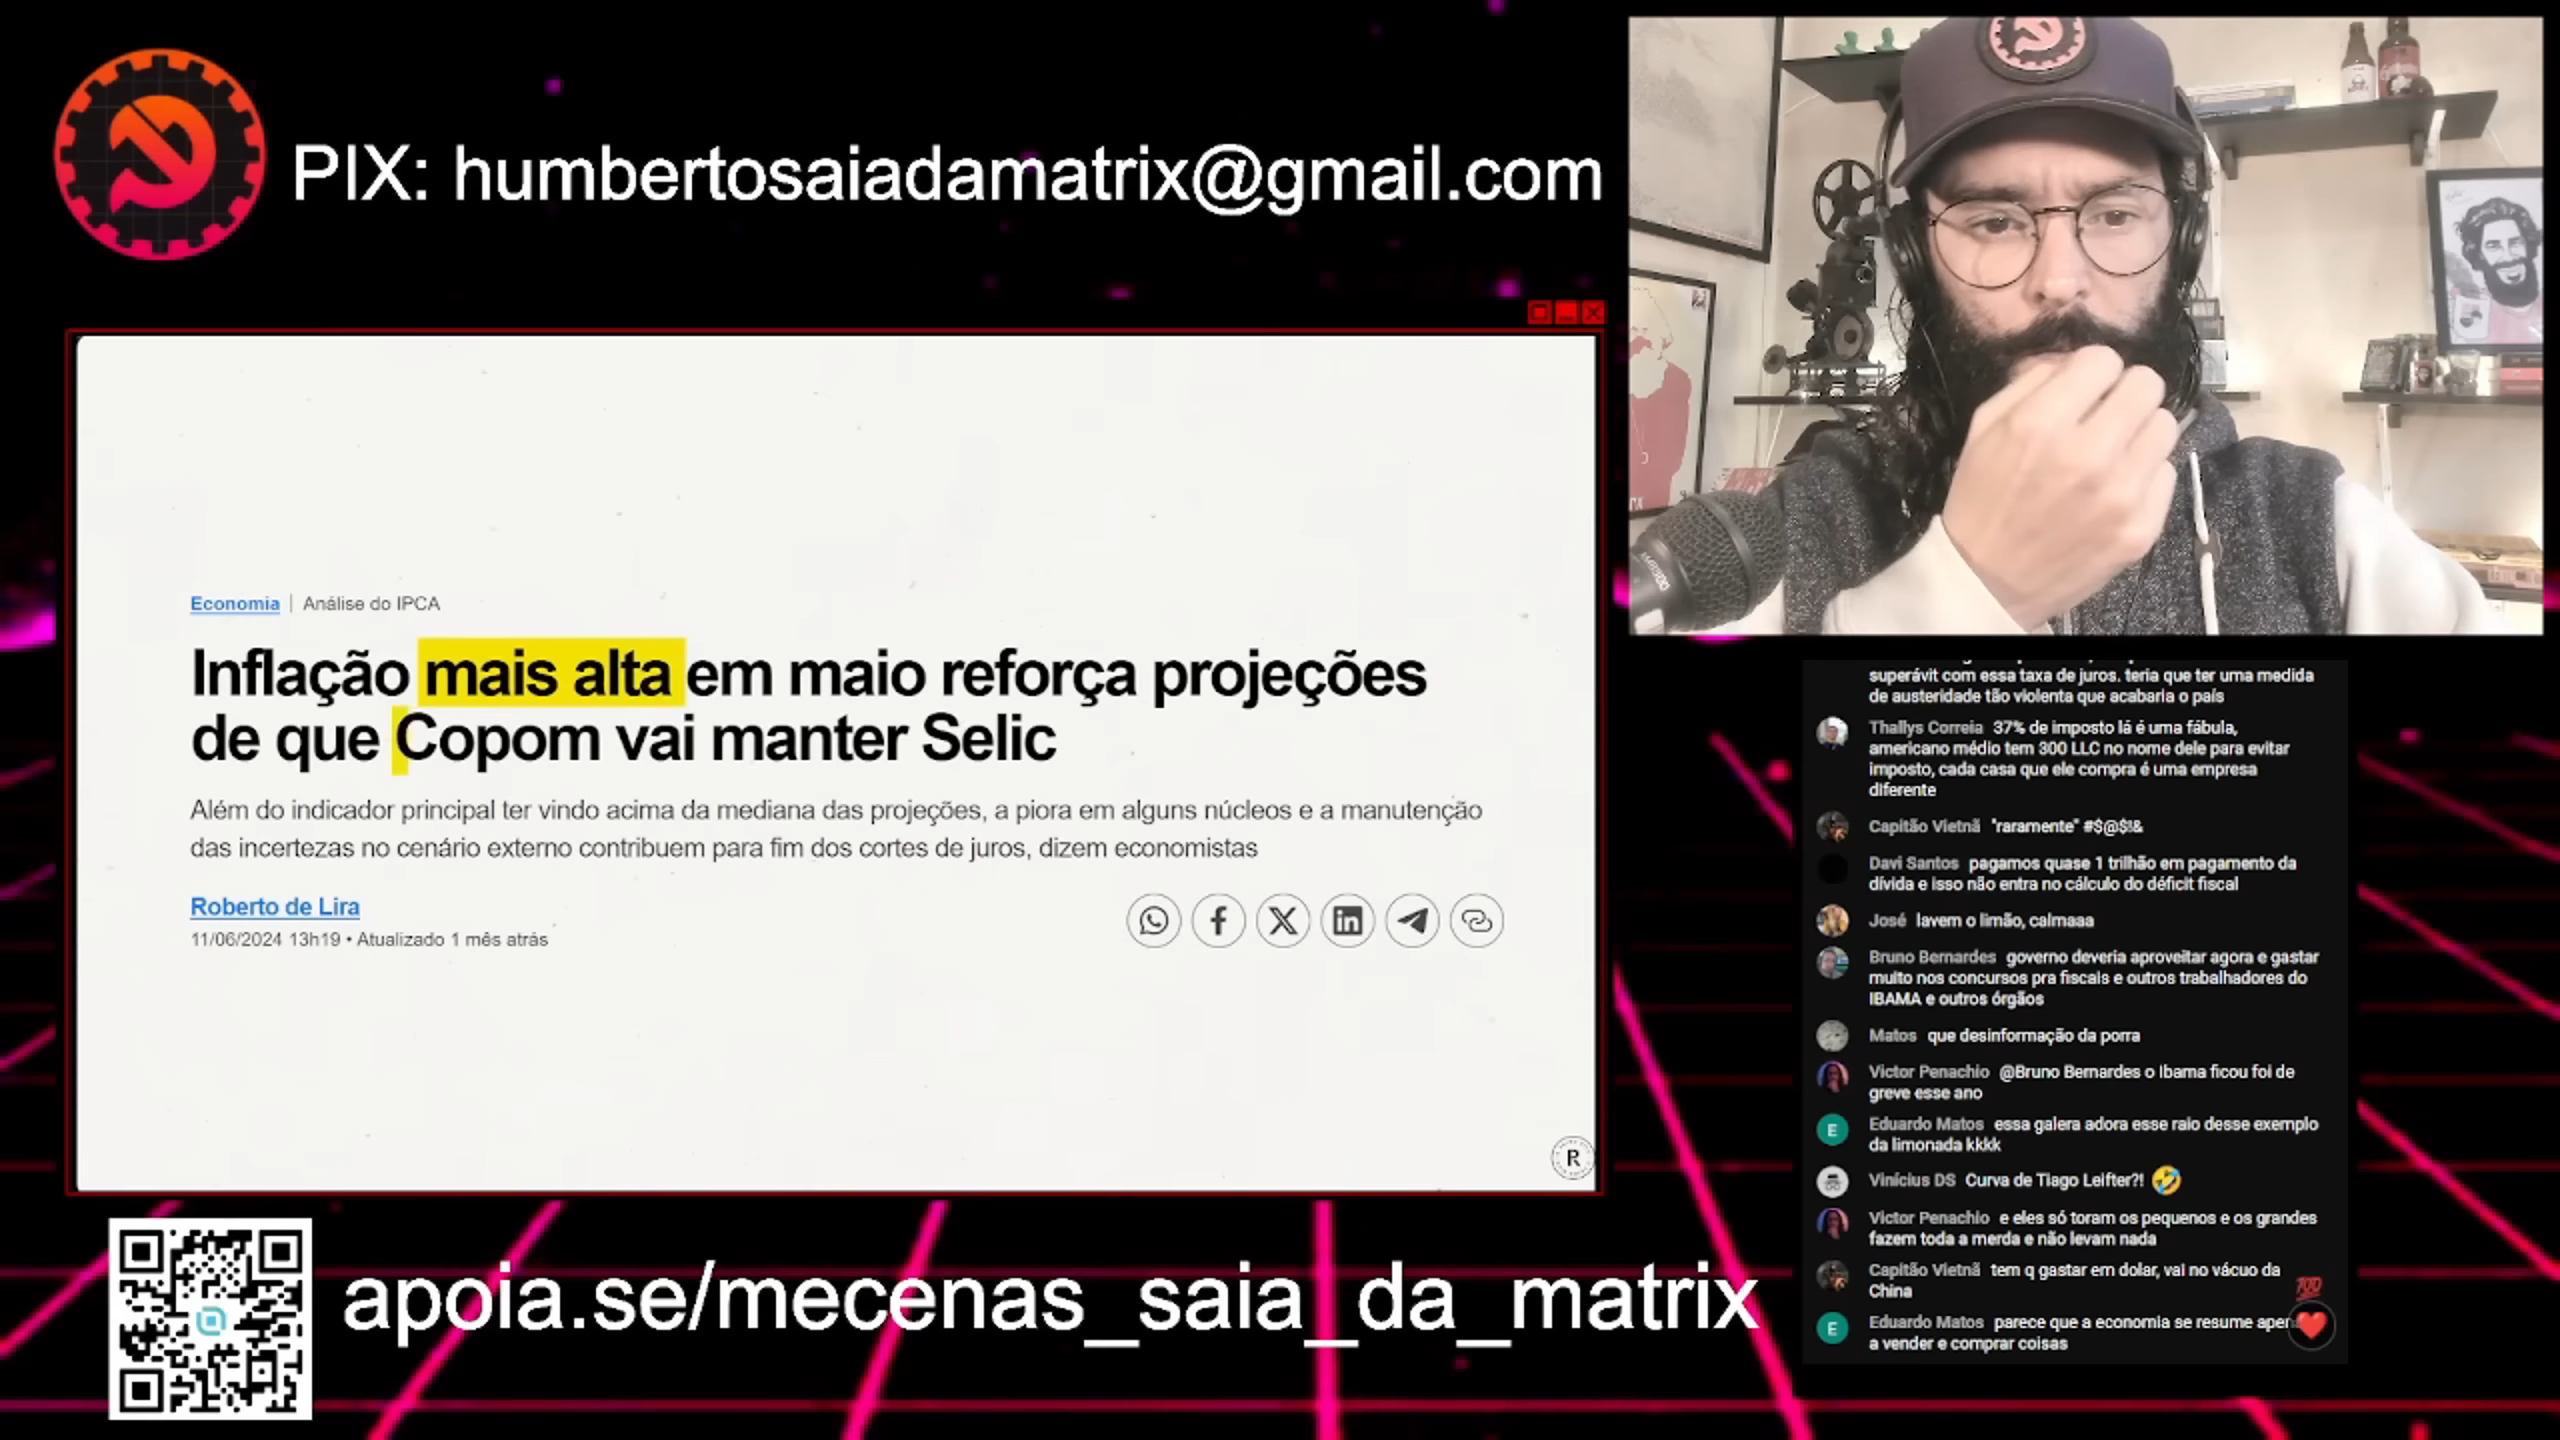 PIX: humbertosaiadamatrix@gmail.com
Economia | Análise do IPCA
Inflação mais alta em maio reforça projeções
de que Copom vai manter Selic
Além do indicador principal ter vindo acima da mediana das projeções, a piora em alguns núcleos e a manutenção
das incertezas no cenário externo contribuem para fim dos cortes de juros, dizem economistas
Roberto de Lira
11/06/2024 13h19 • Atualizado 1 mês atrás
R
apoia.se/mecenas_saia_da_matrix
superávit com essa taxa de juros. teria que ter uma medida
de austeridade tão violenta que acabaria o país
Thallys Correia 37% de imposto lá é uma fábula,
americano médio tem 300 LLC no nome dele para evitar
imposto, cada casa que ele compra é uma empresa
diferente
Capitão Vietnã "raramente" #$@$!&
Davi Santos pagamos quase 1 trilhão em pagamento da
dívida e isso não entra no cálculo do déficit fiscal
José lavem o limão, calmaaa
Bruno Bernardes governo deveria aproveitar agora e gastar
muito nos concursos pra fiscais e outros trabalhadores do
IBAMA e outros órgãos
Matos que desinformação da porra
Victor Penachio @Bruno Bernardes o Ibama ficou foi de
greve esse ano
E Eduardo Matos essa galera adora esse raio desse exemplo
da limonada kkkk
Vinícius DS Curva de Tiago Leifter?! 🤣
Victor Penachio e eles só toram os pequenos e os grandes
fazem toda a merda e não levam nada
Capitão Vietnã tem q gastar em dolar, vai no vácuo da
China
💯
E Eduardo Matos parece que a economia se resume
a vender e comprar coisas